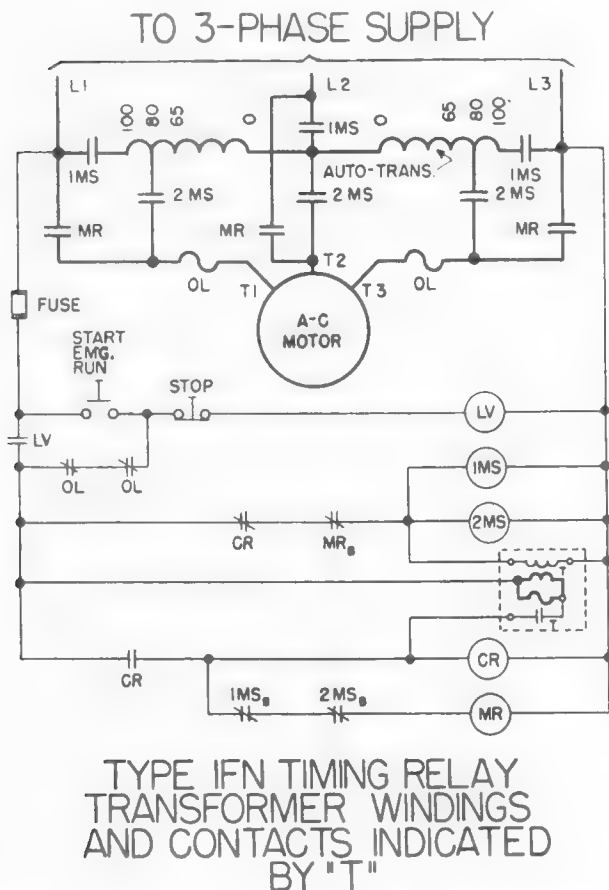 TO 3-PHASE SUPPLY
L1 L2 L3
100 80 65 0 0 65 80 100
1MS 1MS 1MS
AUTO-TRANS.
2 MS 2 MS 2 MS
MR MR MR
OL T1 T2 T3 OL
A-C
MOTOR
FUSE
START
EMG.
RUN
STOP
LV
LV
OL OL
1MS
CR MRB 2MS
T
T
CR CR
1MSB 2MSB MR
TYPE IFN TIMING RELAY
TRANSFORMER WINDINGS
AND CONTACTS INDICATED
BY "T"